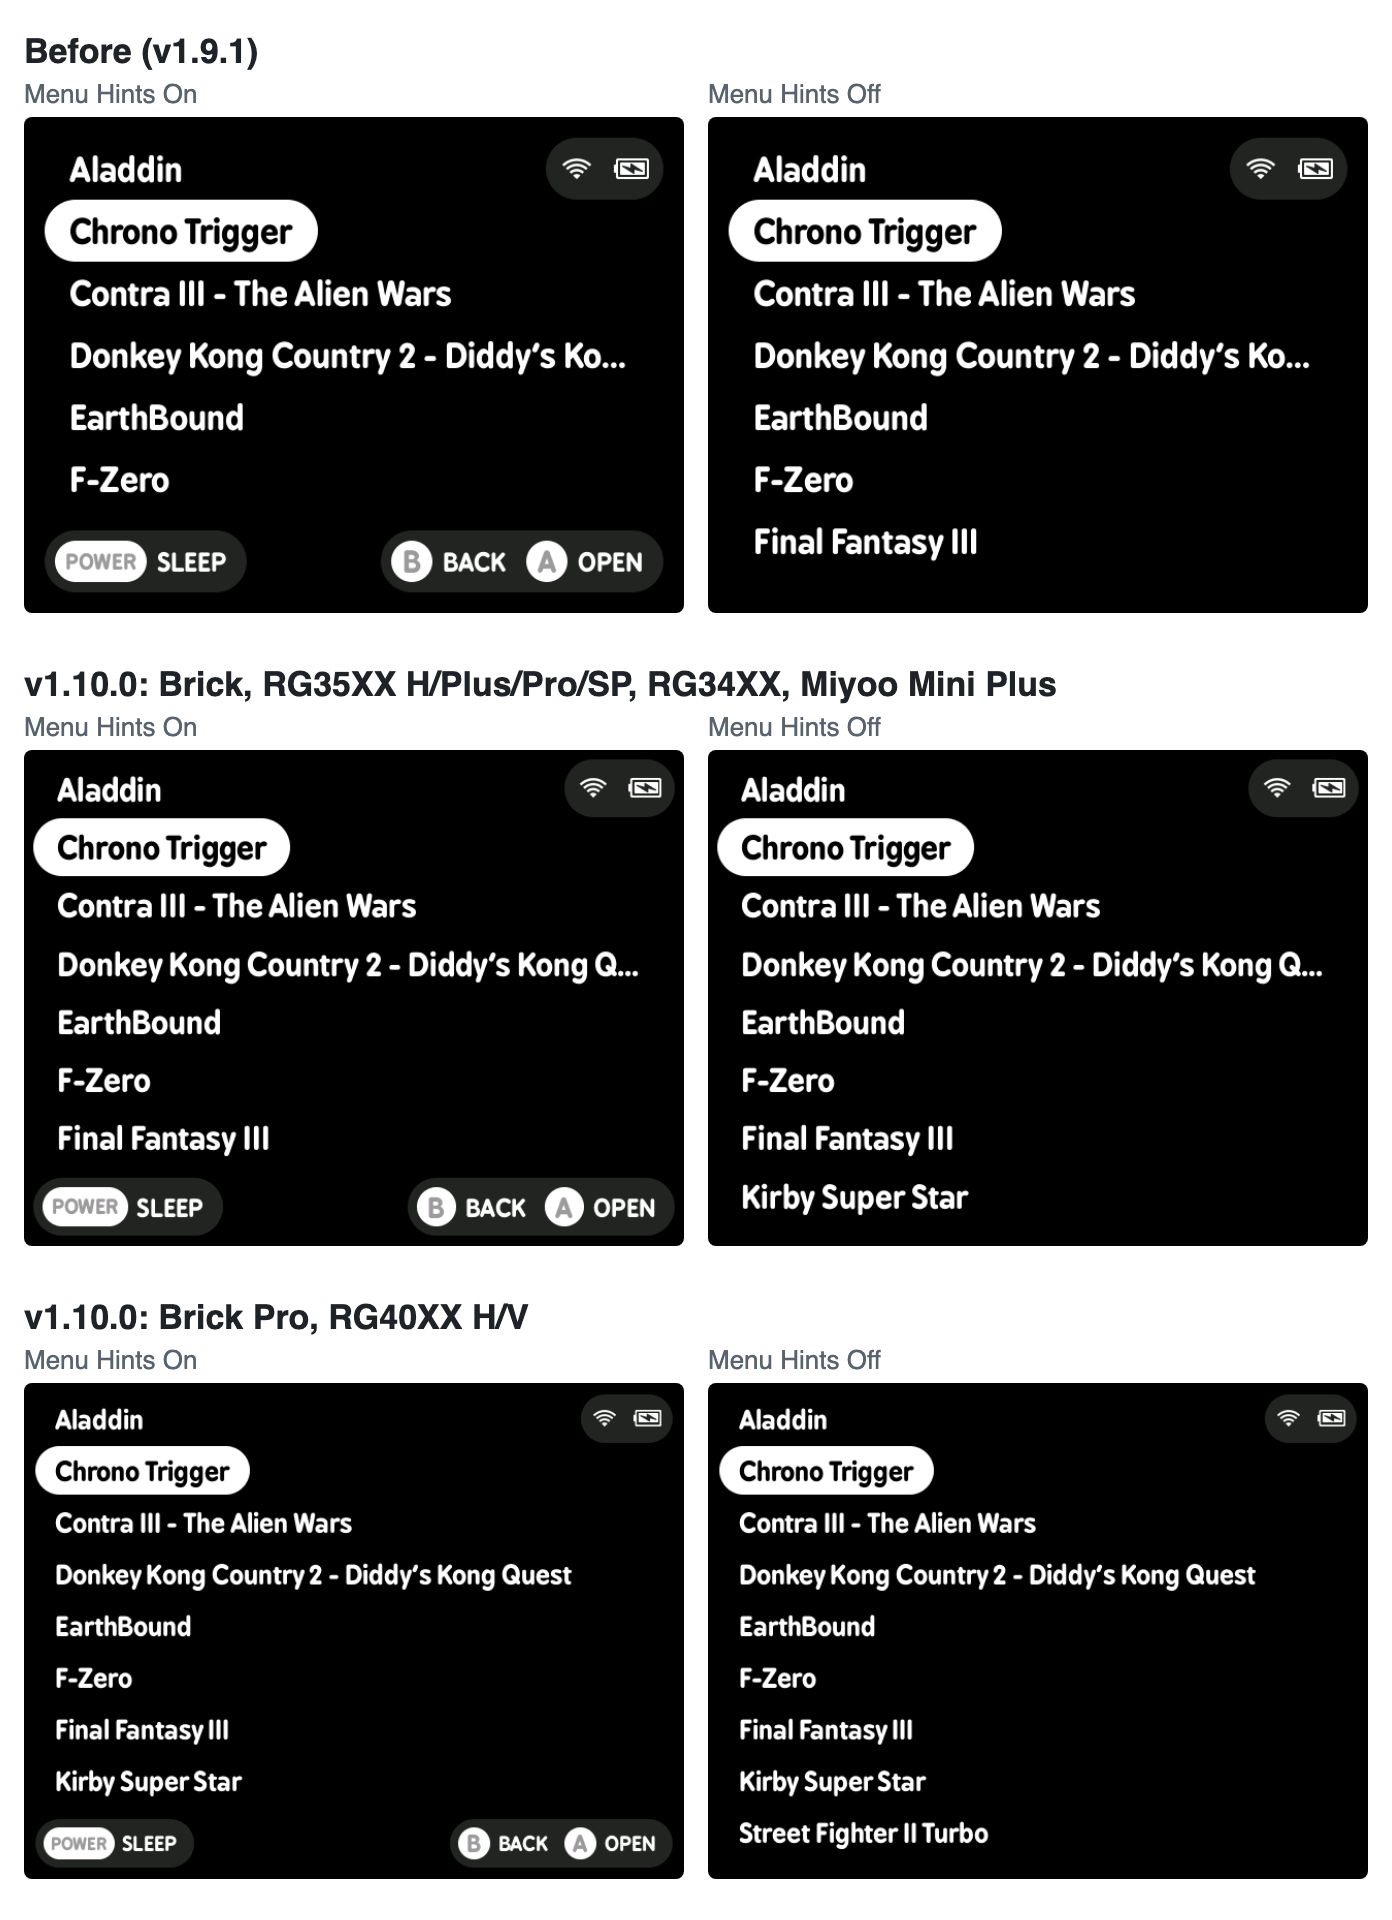 Before (v1.9.1)
Menu Hints On
Aladdin
Chrono Trigger
Contra III - The Alien Wars
Donkey Kong Country 2 - Diddy's Ko...
EarthBound
F-Zero
POWER SLEEP B BACK A OPEN
Menu Hints Off
Aladdin
Chrono Trigger
Contra III - The Alien Wars
Donkey Kong Country 2 - Diddy's Ko...
EarthBound
F-Zero
Final Fantasy III
v1.10.0: Brick, RG35XX H/Plus/Pro/SP, RG34XX, Miyoo Mini Plus
Menu Hints On
Aladdin
Chrono Trigger
Contra III - The Alien Wars
Donkey Kong Country 2 - Diddy's Kong Q...
EarthBound
F-Zero
Final Fantasy III
POWER SLEEP B BACK A OPEN
Menu Hints Off
Aladdin
Chrono Trigger
Contra III - The Alien Wars
Donkey Kong Country 2 - Diddy's Kong Q...
EarthBound
F-Zero
Final Fantasy III
Kirby Super Star
v1.10.0: Brick Pro, RG40XX H/V
Menu Hints On
Aladdin
Chrono Trigger
Contra III - The Alien Wars
Donkey Kong Country 2 - Diddy's Kong Quest
EarthBound
F-Zero
Final Fantasy III
Kirby Super Star
POWER SLEEP B BACK A OPEN
Menu Hints Off
Aladdin
Chrono Trigger
Contra III - The Alien Wars
Donkey Kong Country 2 - Diddy's Kong Quest
EarthBound
F-Zero
Final Fantasy III
Kirby Super Star
Street Fighter II Turbo